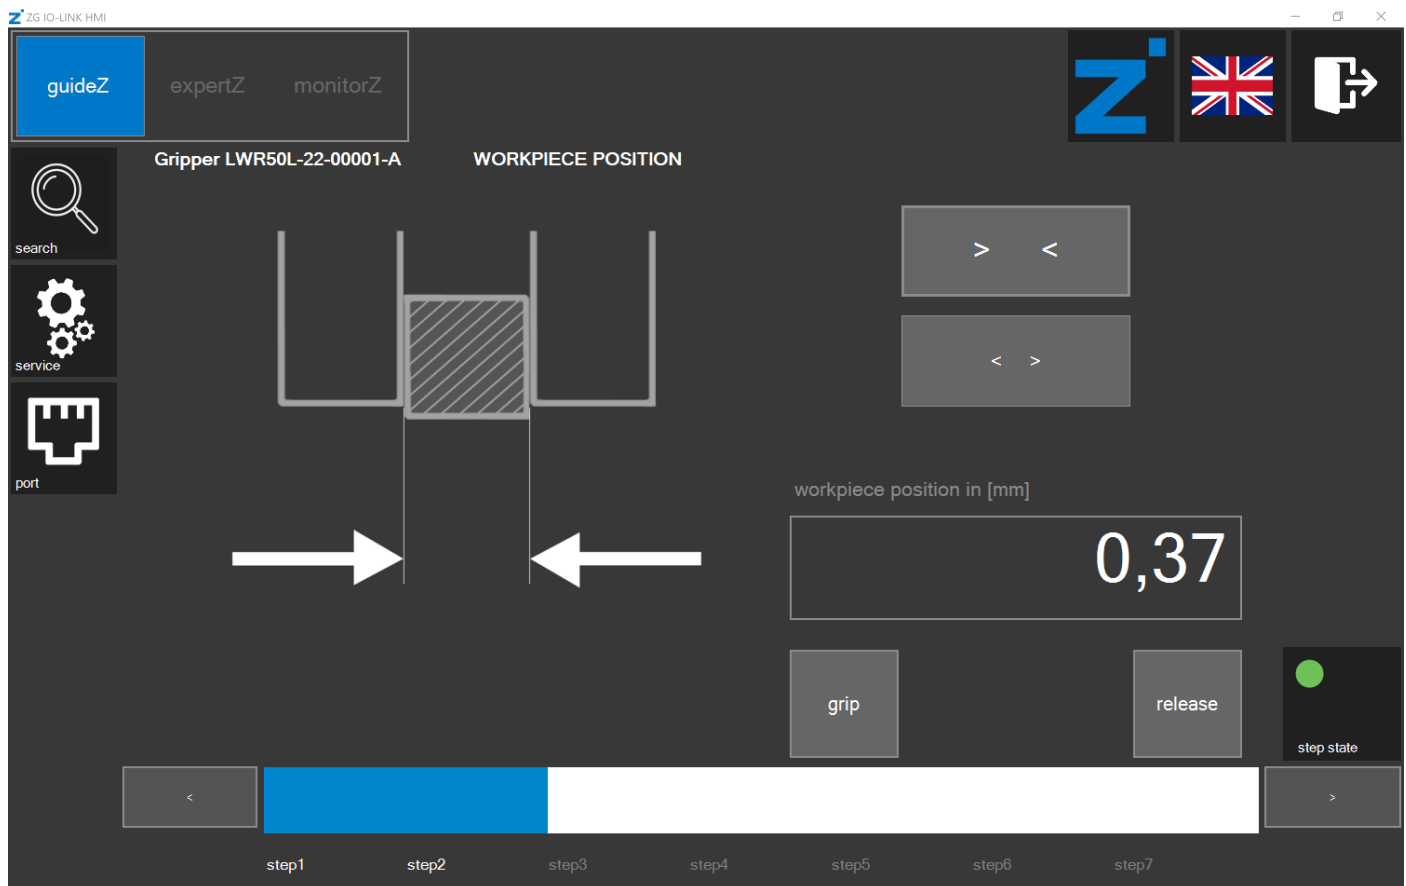 ZG IO-LINK HMI
guideZ expertZ monitorZ
Gripper LWR50L-22-00001-A WORKPIECE POSITION
search
> <
service
< >
port
workpiece position in [mm]
0,37
grip release
step state
< >
step1 step2 step3 step4 step5 step6 step7